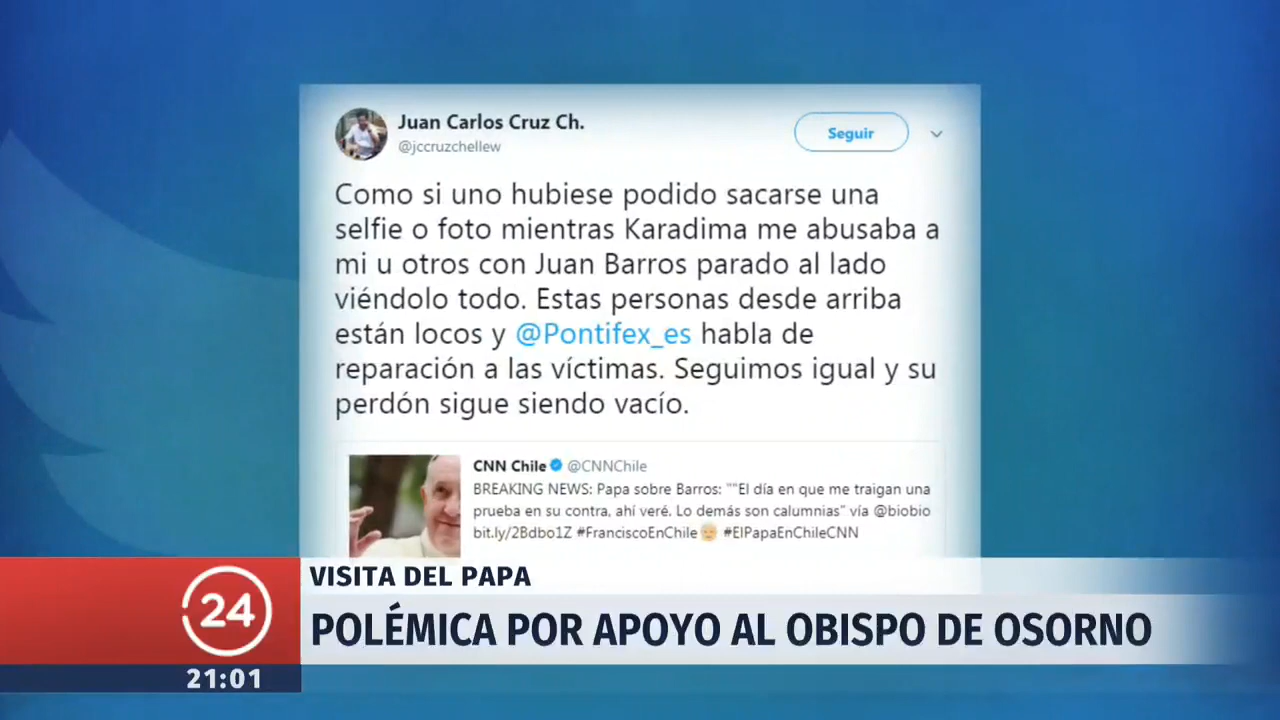 Juan Carlos Cruz Ch.
@jccruzchellew
Seguir
Como si uno hubiese podido sacarse una
selfie o foto mientras Karadima me abusaba a
mi u otros con Juan Barros parado al lado
viéndolo todo. Estas personas desde arriba
están locos y @Pontifex_es habla de
reparación a las víctimas. Seguimos igual y su
perdón sigue siendo vacío.
CNN Chile @CNNChile
BREAKING NEWS: Papa sobre Barros: ""El día en que me traigan una
prueba en su contra, ahí veré. Lo demás son calumnias" vía @biobio
bit.ly/2Bdbo1Z #FranciscoEnChile #ElPapaEnChileCNN
VISITA DEL PAPA
24
POLÉMICA POR APOYO AL OBISPO DE OSORNO
21:01